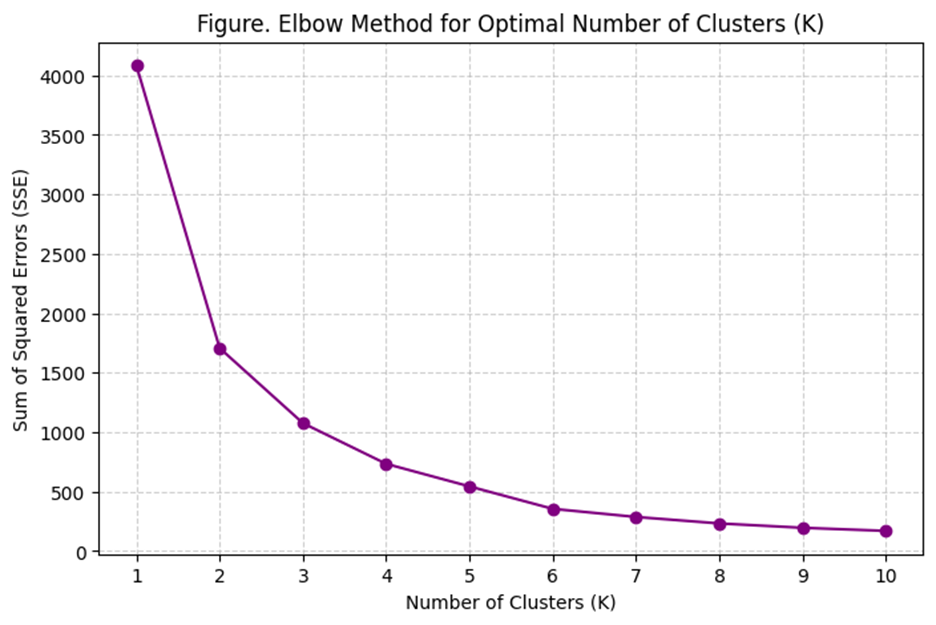 Figure. Elbow Method for Optimal Number of Clusters (K)
Sum of Squared Errors (SSE)
4000
3500
3000
2500
2000
1500
1000
500
0
1 2 3 4 5 6 7 8 9 10
Number of Clusters (K)